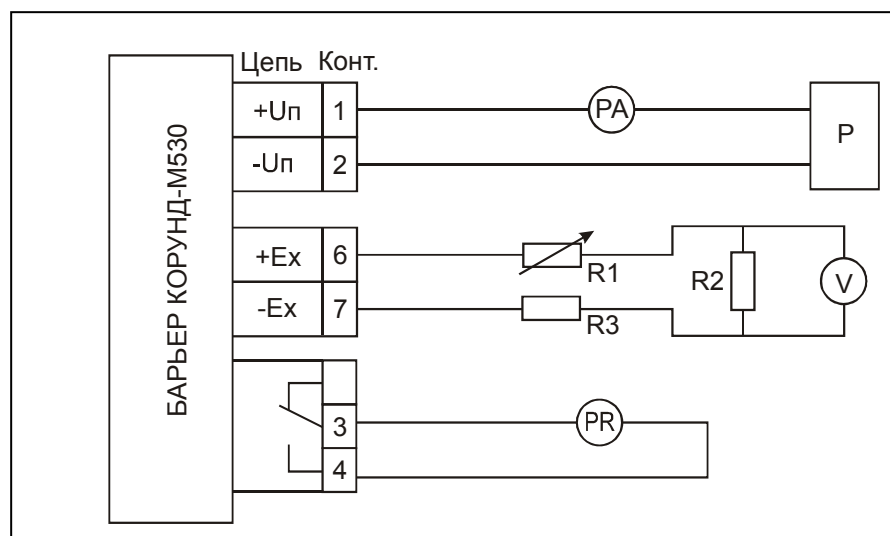 БАРЬЕР КОРУНД-М530
Цепь Конт.
+Uп 1
-Uп 2
PA
P
+Ex 6
-Ex 7
R1
R3
R2
V
3
4
PR